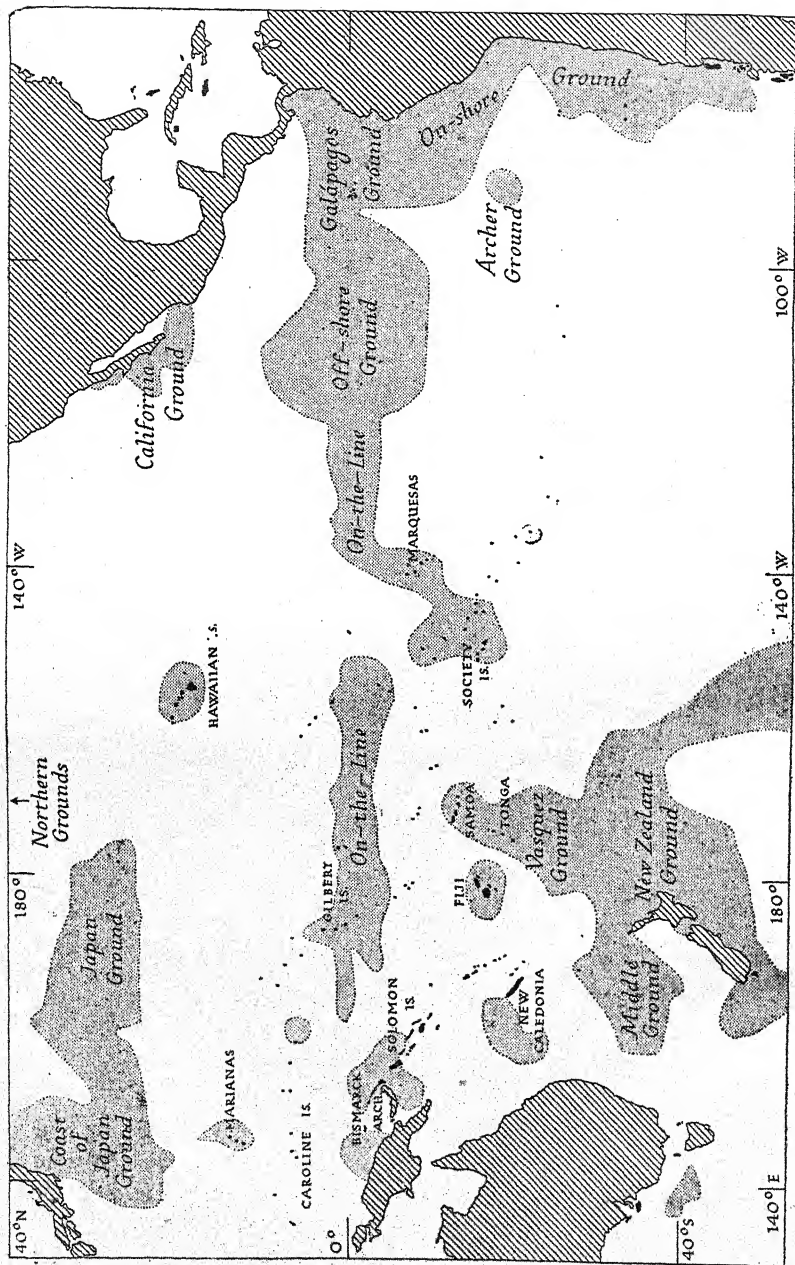 40°N
0°
40°S
140°E
180°
180°
140°W
140°W
100°W
Northern
Grounds
↑
Coast
of
Japan
Ground
Japan
Ground
HAWAIIAN I.S.
California
Ground
MARIANAS
CAROLINE IS.
BISMARCK
ARCH.
SOLOMON
IS.
GILBERT
IS.
On-the-Line
On-the-Line
Off-shore
Ground
Galápagos
Ground
On-shore
Ground
Archer
Ground
MARQUESAS
SOCIETY
IS.
SAMOA
TONGA
FIJI
NEW
CALEDONIA
Vasquez
Ground
Middle
Ground
New Zealand
Ground